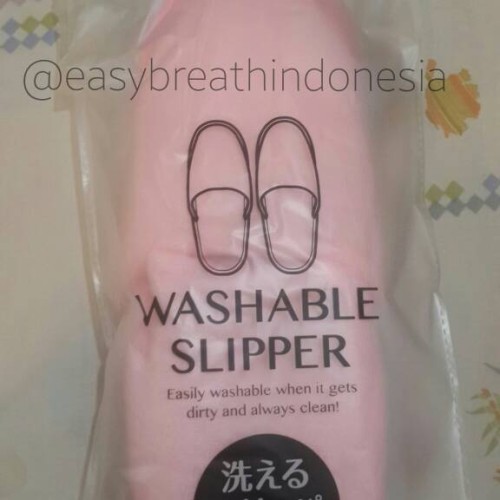 @easybreathindonesia
WASHABLE
SLIPPER
Easily washable when it gets
dirty and always clean!
洗える